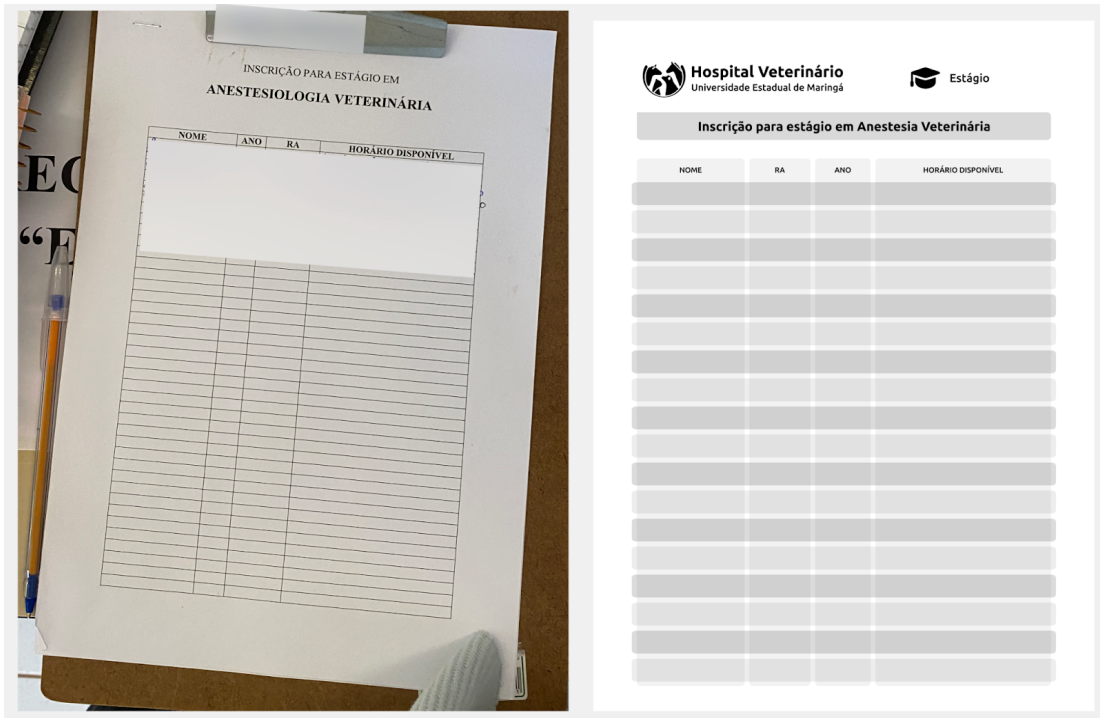 INSCRIÇÃO PARA ESTÁGIO EM
ANESTESIOLOGIA VETERINÁRIA
NOME ANO RA HORÁRIO DISPONÍVEL
Hospital Veterinário
Universidade Estadual de Maringá
Estágio
Inscrição para estágio em Anestesia Veterinária
NOME RA ANO HORÁRIO DISPONÍVEL